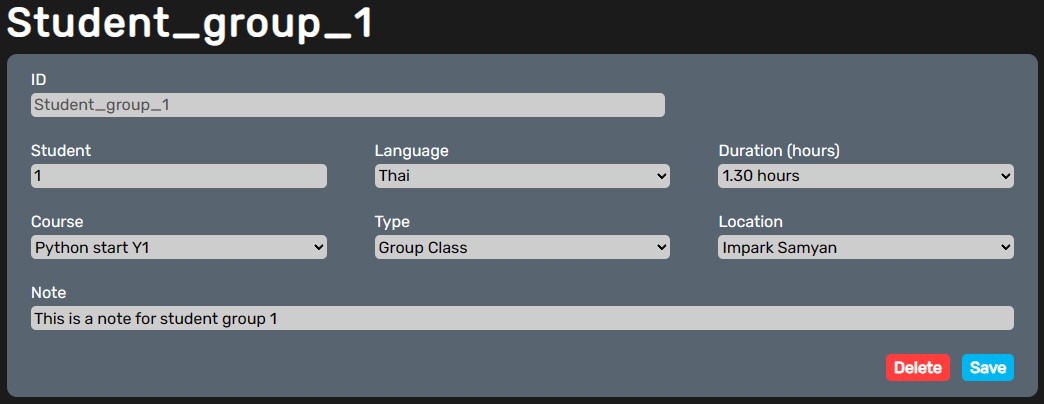 Student_group_1
ID
Student_group_1
Student Language Duration (hours)
1 Thai 1.30 hours
Course Type Location
Python start Y1 Group Class Impark Samyan
Note
This is a note for student group 1
Delete Save